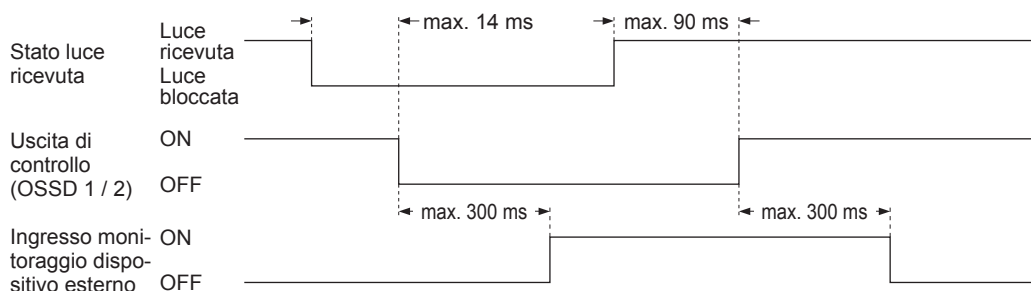 max. 14 ms
max. 90 ms
Stato luce
ricevuta
Luce
ricevuta
Luce
bloccata
Uscita di
controllo
(OSSD 1 / 2)
ON
OFF
max. 300 ms
max. 300 ms
Ingresso moni-
toraggio dispo-
sitivo esterno
ON
OFF